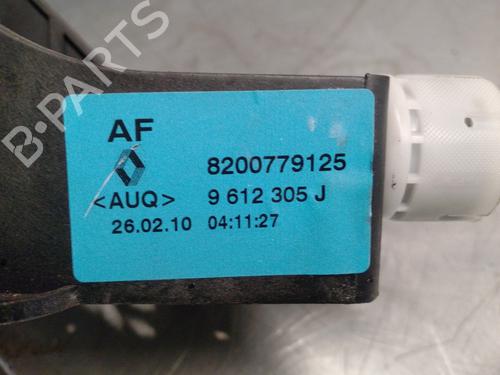 B-PARTS
AF
8200779125
<AUQ> 9 612 305 J
26.02.10 04:11:27